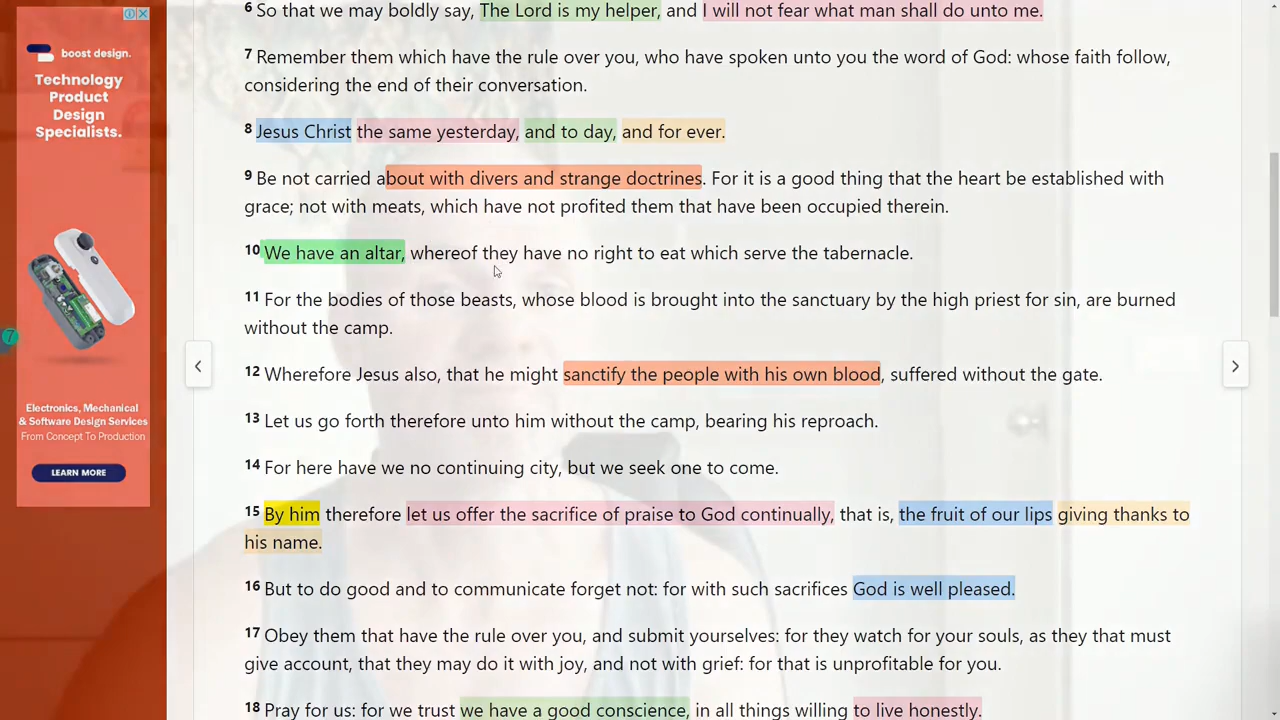 6 So that we may boldly say, The Lord is my helper, and I will not fear what man shall do unto me.
7 Remember them which have the rule over you, who have spoken unto you the word of God: whose faith follow,
considering the end of their conversation.
8 Jesus Christ the same yesterday, and to day, and for ever.
9 Be not carried about with divers and strange doctrines. For it is a good thing that the heart be established with
grace; not with meats, which have not profited them that have been occupied therein.
10 We have an altar, whereof they have no right to eat which serve the tabernacle.
11 For the bodies of those beasts, whose blood is brought into the sanctuary by the high priest for sin, are burned
without the camp.
12 Wherefore Jesus also, that he might sanctify the people with his own blood, suffered without the gate.
13 Let us go forth therefore unto him without the camp, bearing his reproach.
14 For here have we no continuing city, but we seek one to come.
15 By him therefore let us offer the sacrifice of praise to God continually, that is, the fruit of our lips giving thanks to
his name.
16 But to do good and to communicate forget not: for with such sacrifices God is well pleased.
17 Obey them that have the rule over you, and submit yourselves: for they watch for your souls, as they that must
give account, that they may do it with joy, and not with grief: for that is unprofitable for you.
18 Pray for us: for we trust we have a good conscience, in all things willing to live honestly.
boost design.
Technology
Product
Design
Specialists.
Electronics, Mechanical
& Software Design Services
From Concept To Production
LEARN MORE
7